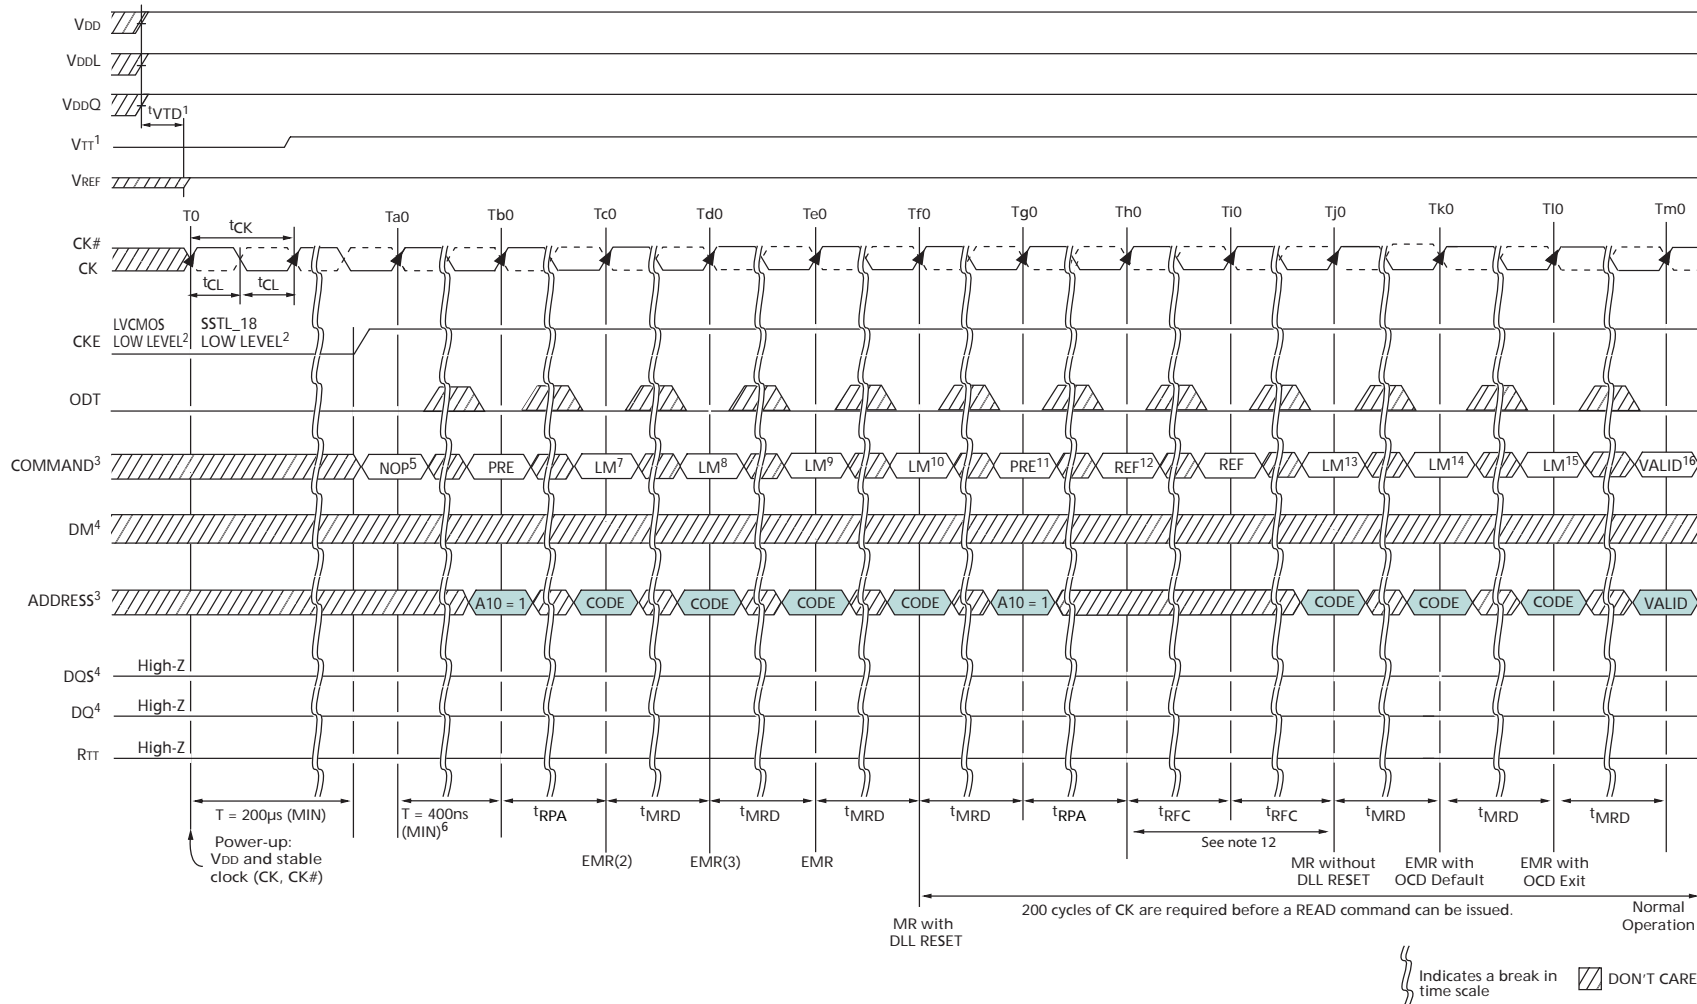 VDD
VDDL
VDDQ
tVTD1
VTT1
VREF
T0 Ta0 Tb0 Tc0 Td0 Te0 Tf0 Tg0 Th0 Ti0 Tj0 Tk0 Tl0 Tm0
tCK
CK#
CK
tCL tCL
LVCMOS
LOW LEVEL2
SSTL_18
LOW LEVEL2
CKE
ODT
COMMAND3 NOP5 PRE LM7 LM8 LM9 LM10 PRE11 REF12 REF LM13 LM14 LM15 VALID16
DM4
ADDRESS3 A10 = 1 CODE CODE CODE CODE A10 = 1 CODE CODE CODE VALID
DQS4 High-Z
DQ4 High-Z
RTT High-Z
T = 200µs (MIN)
T = 400ns
(MIN)6
tRPA tMRD tMRD tMRD tMRD tRPA tRFC tRFC tMRD tMRD tMRD
See note 12
Power-up:
VDD and stable
clock (CK, CK#)
EMR(2) EMR(3) EMR
MR without
DLL RESET
EMR with
OCD Default
EMR with
OCD Exit
200 cycles of CK are required before a READ command can be issued.
Normal
Operation
MR with
DLL RESET
Indicates a break in
time scale
DON'T CARE